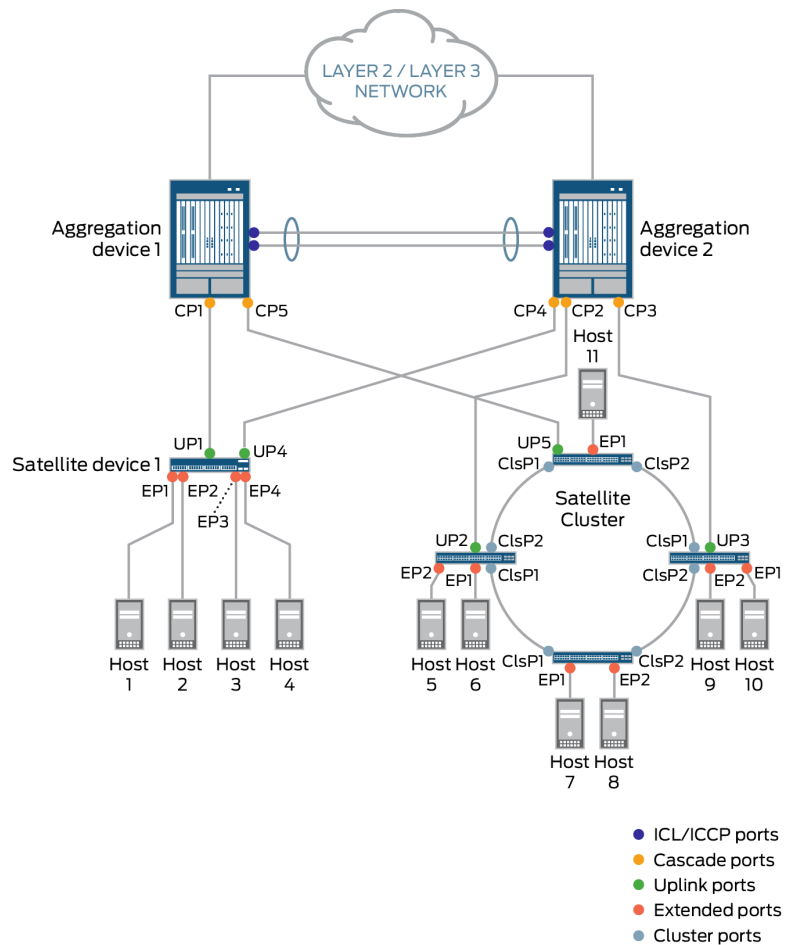 LAYER 2 / LAYER 3
NETWORK
Aggregation
device 1
Aggregation
device 2
CP1
CP5
CP4
CP2
CP3
Host
11
UP1
UP4
UP5
EP1
Satellite device 1
ClsP1
ClsP2
EP1
EP2
EP4
EP3
Satellite
Cluster
UP2
ClsP2
ClsP1
UP3
EP2
EP1
ClsP1
ClsP2
EP2
EP1
Host
1
Host
2
Host
3
Host
4
Host
5
Host
6
ClsP1
ClsP2
EP1
EP2
Host
9
Host
10
Host
7
Host
8
ICL/ICCP ports
Cascade ports
Uplink ports
Extended ports
Cluster ports